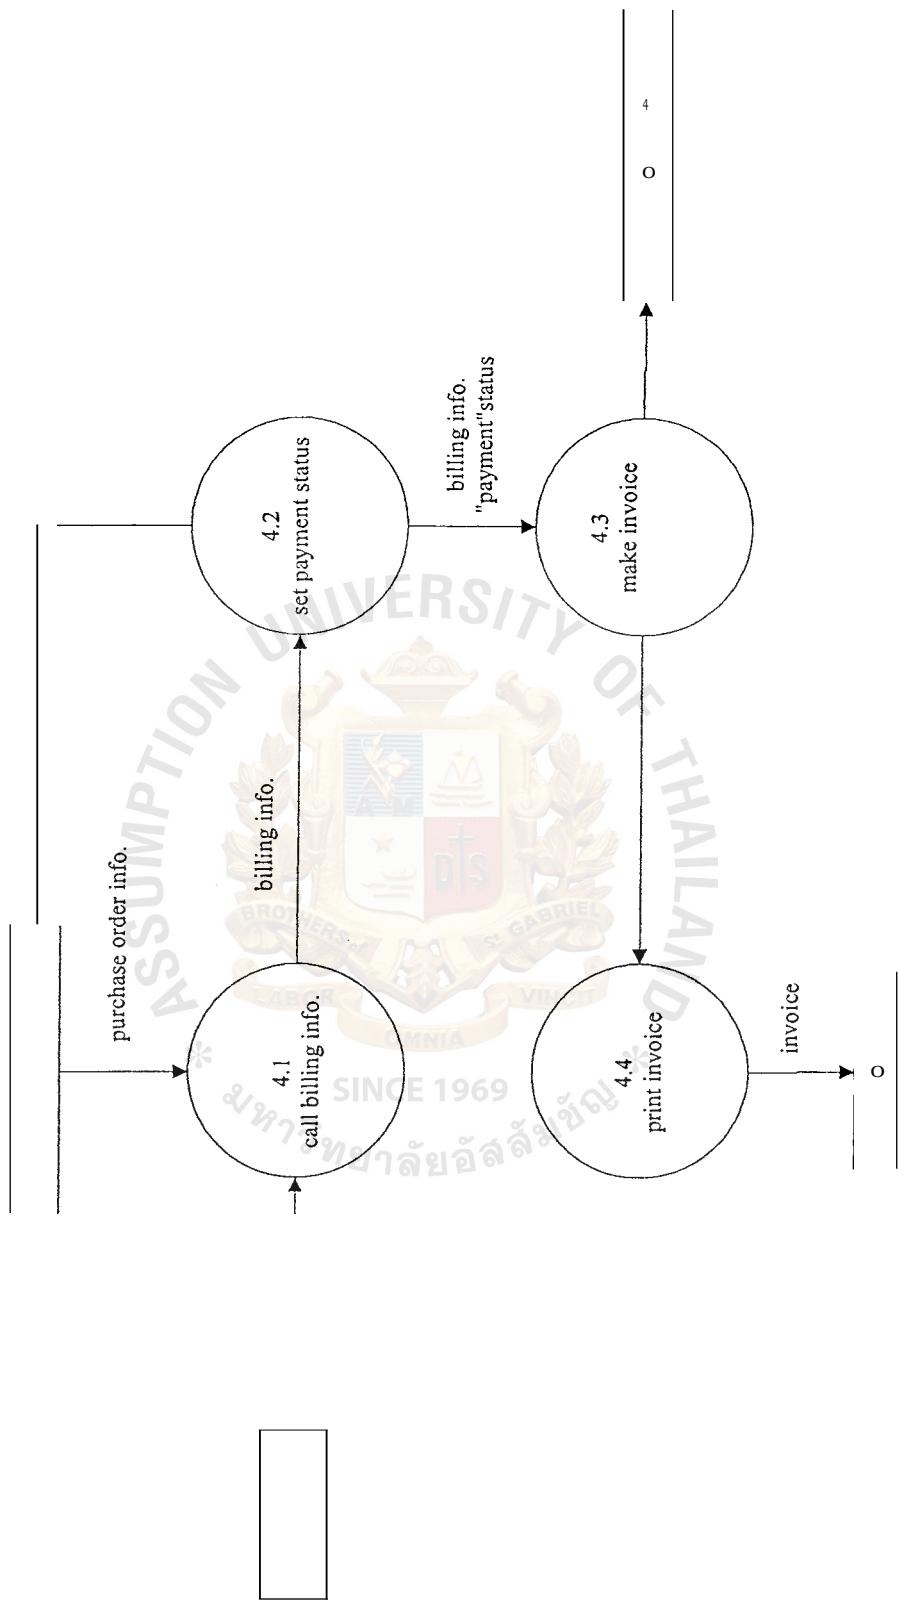 purchase order info.
4.1
call billing info.
billing info.
4.2
set payment status
billing info.
"payment"status
4.3
make invoice
4.4
print invoice
invoice
4
O
O
ASSUMPTION UNIVERSITY OF THAILAND
BROTHERS of St GABRIEL
A M
D S
LABOR
OMNIA
VINCIT
SINCE 1969
* มหาวิทยาลัยอัสสัมชัญ *